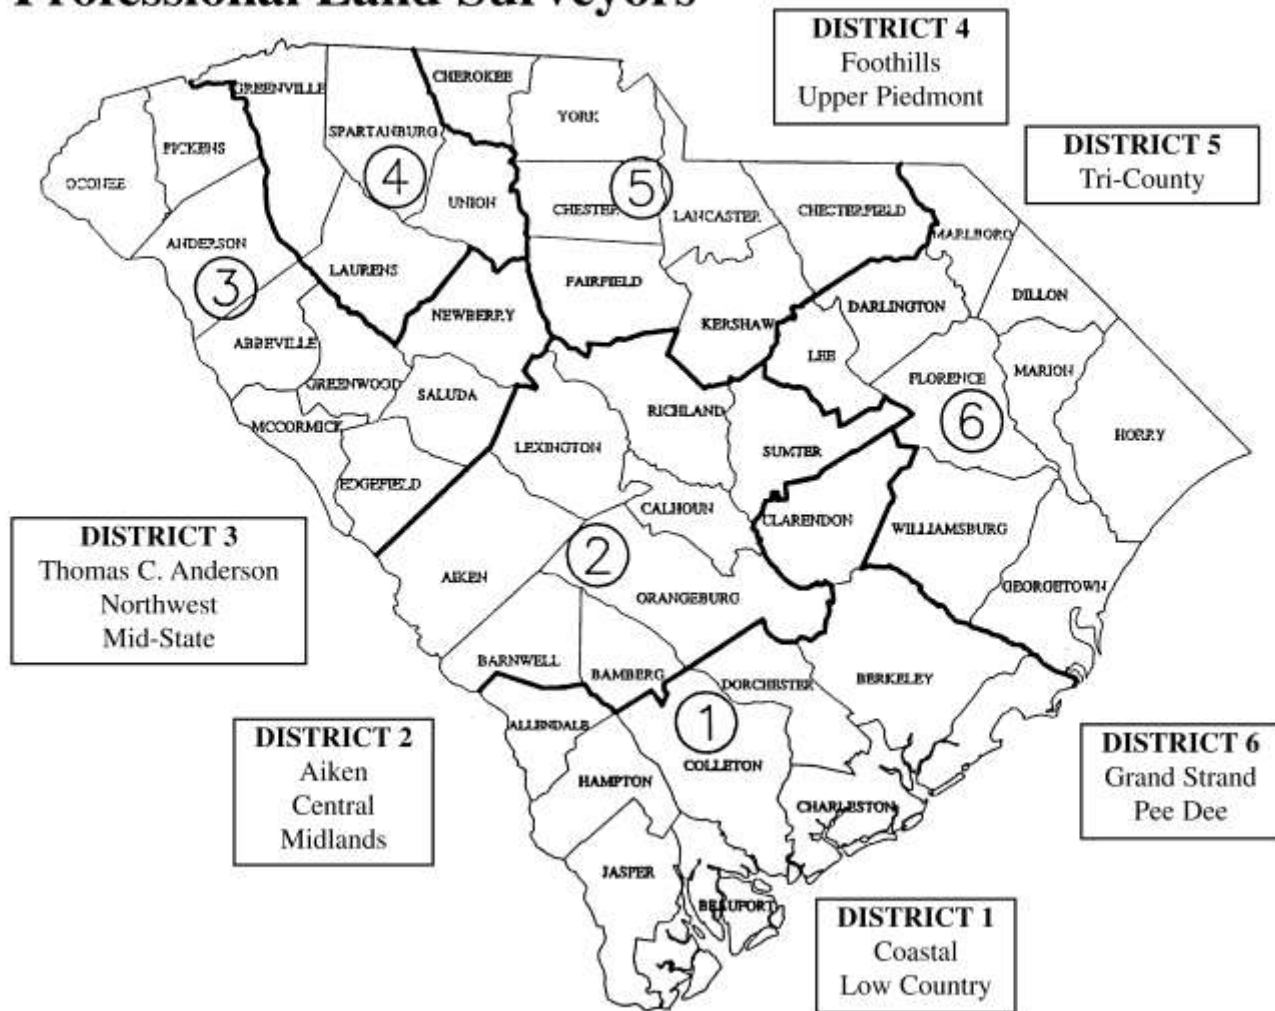 Professional Land Surveyors
DISTRICT 4
Foothills
Upper Piedmont
DISTRICT 5
Tri-County
CHEROKEE
GREENVILLE
YORK
SPARTANBURG
PICKENS
OCONEE
4
5
UNION
CHESTER
LANCASTER
CHESTERFIELD
MARLBORO
ANDERSON
3
LAURENS
FAIRFIELD
DILLON
DARLINGTON
NEWBERRY
KERSHAW
ABBEVILLE
LEE
MARION
FLORENCE
GREENWOOD
SALUDA
RICHLAND
6
MCCORMICK
HORRY
LEXINGTON
SUMTER
EDGEFIELD
CALHOUN
CLARENDON
WILLIAMSBURG
DISTRICT 3
Thomas C. Anderson
Northwest
Mid-State
2
AIKEN
ORANGEBURG
GEORGETOWN
BARNWELL
BAMBERG
DORCHESTER
BERKELEY
ALLENDALE
1
COLLETON
HAMPTON
CHARLESTON
DISTRICT 2
Aiken
Central
Midlands
DISTRICT 6
Grand Strand
Pee Dee
JASPER
BEAUFORT
DISTRICT 1
Coastal
Low Country